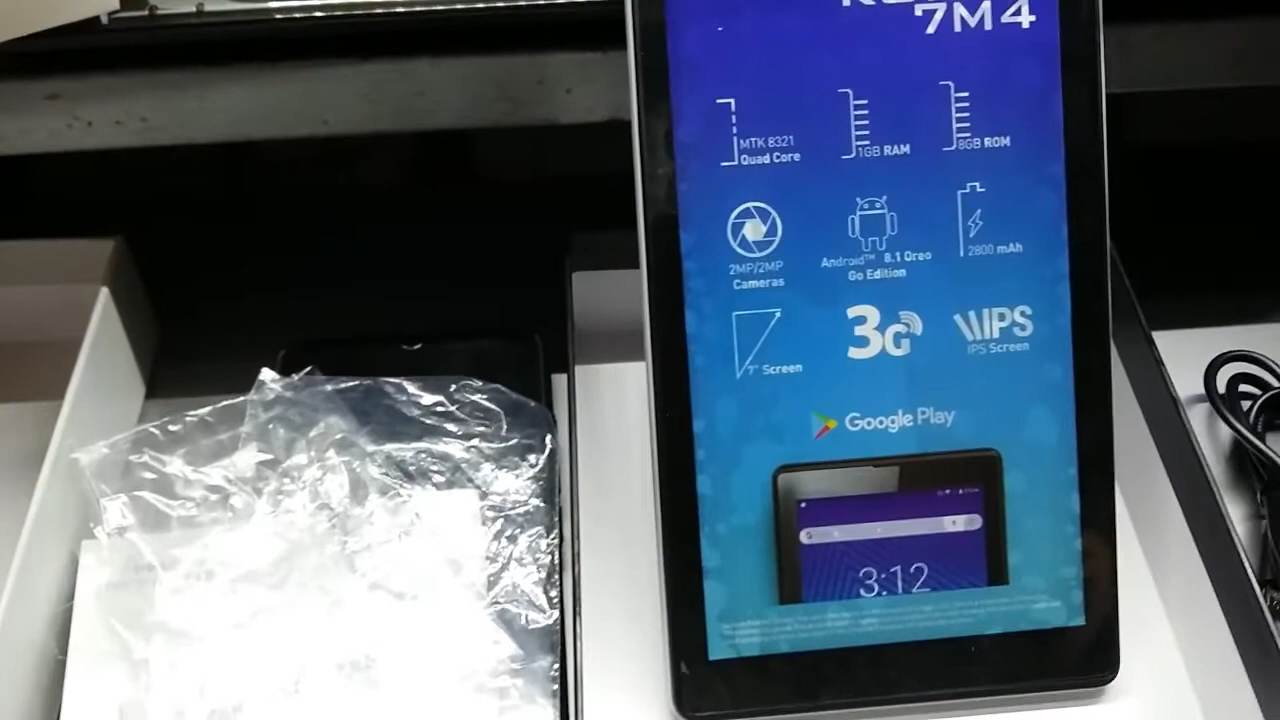 7M4
MTK 8321
Quad Core
1GB RAM
8GB ROM
2MP/2MP
Cameras
Android™ 8.1 Oreo
Go Edition
2800 mAh
7" Screen
3G
IPS
IPS Screen
Google Play
3:12